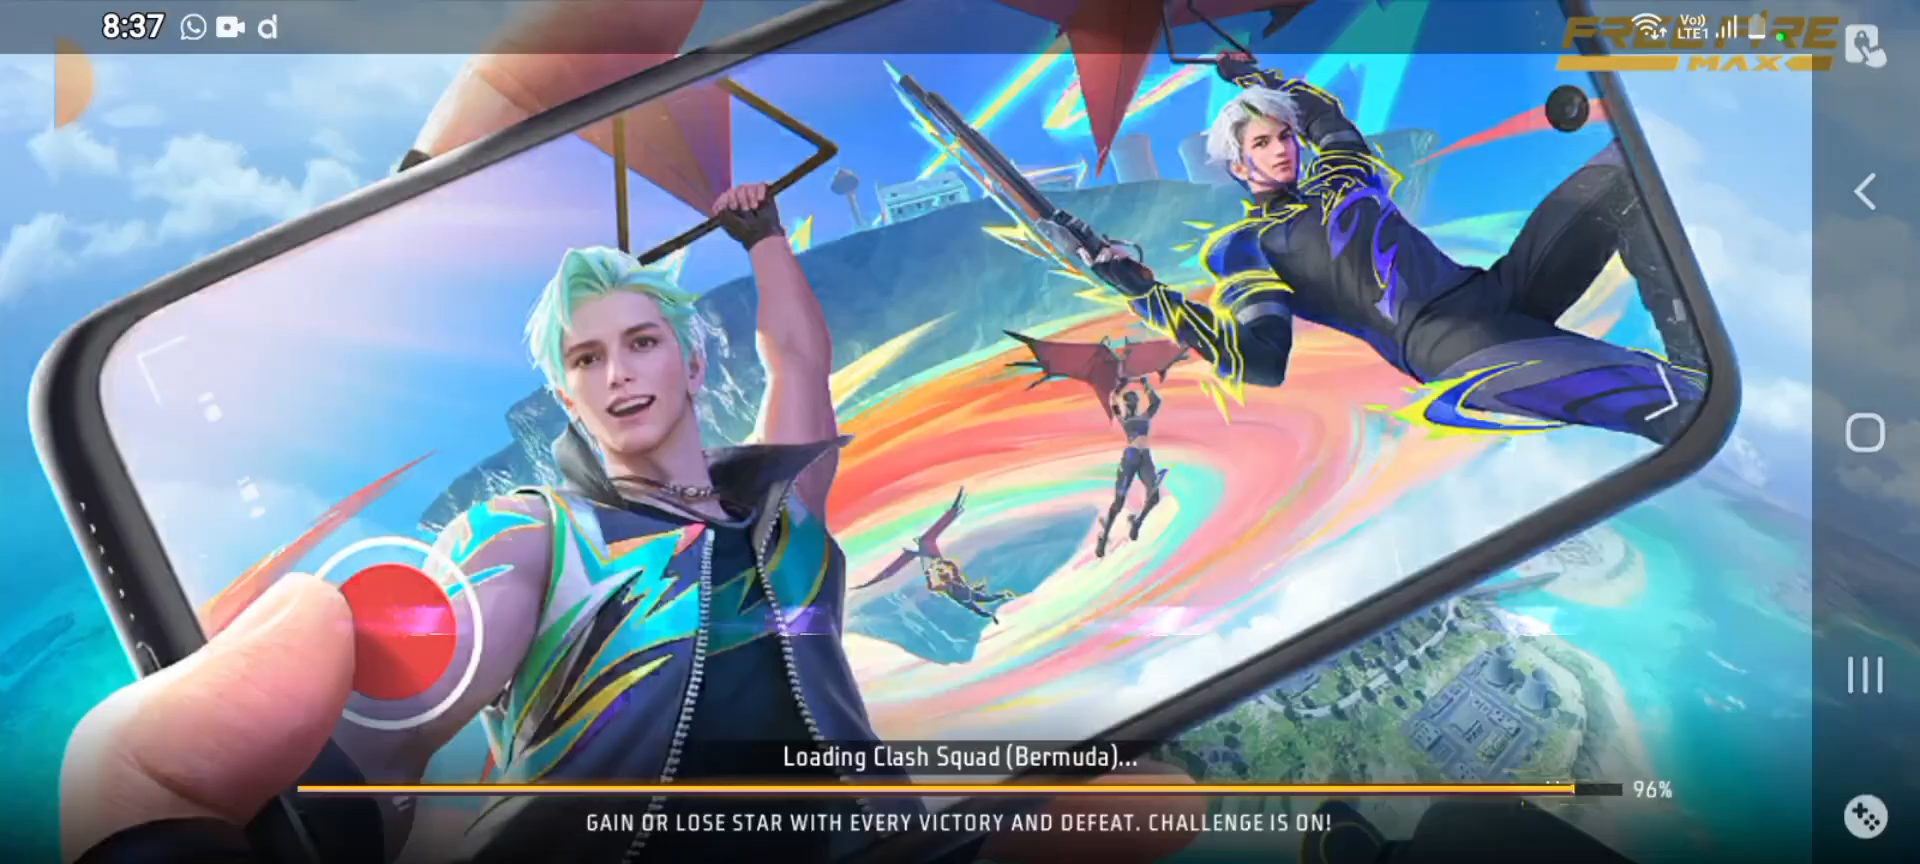 8:37
Vo))
LTE1
FREE FIRE
MAX
Loading Clash Squad (Bermuda)...
96%
GAIN OR LOSE STAR WITH EVERY VICTORY AND DEFEAT. CHALLENGE IS ON!